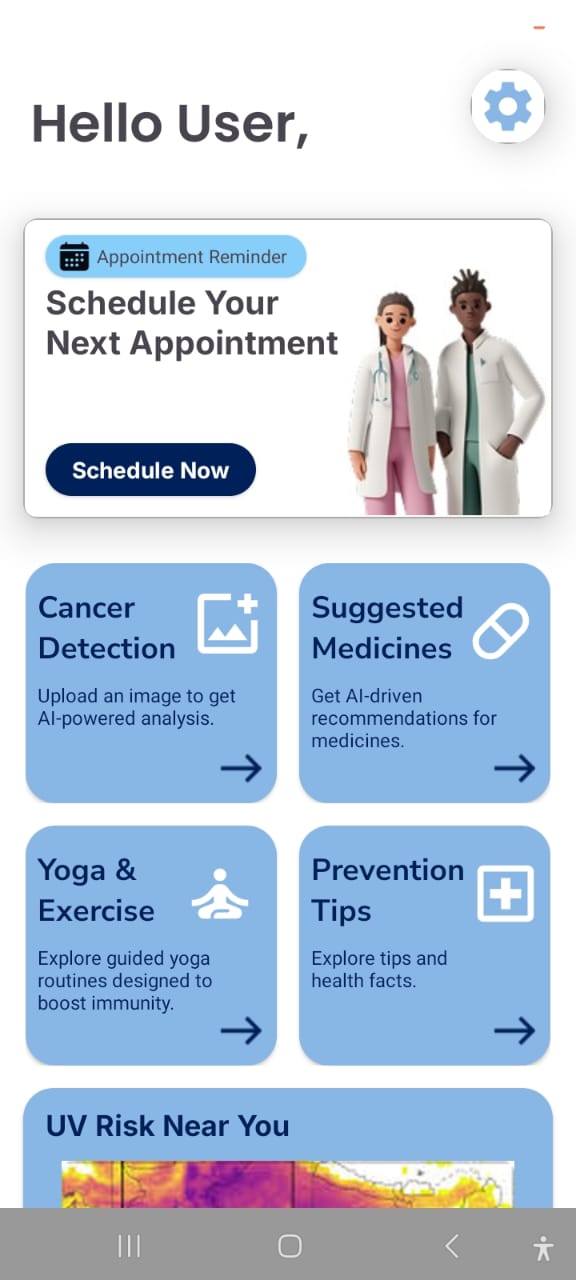 Hello User,
Appointment Reminder
Schedule Your
Next Appointment
Schedule Now
Cancer
Detection
Upload an image to get
AI-powered analysis.
Suggested
Medicines
Get AI-driven
recommendations for
medicines.
Yoga &
Exercise
Explore guided yoga
routines designed to
boost immunity.
Prevention
Tips
Explore tips and
health facts.
UV Risk Near You